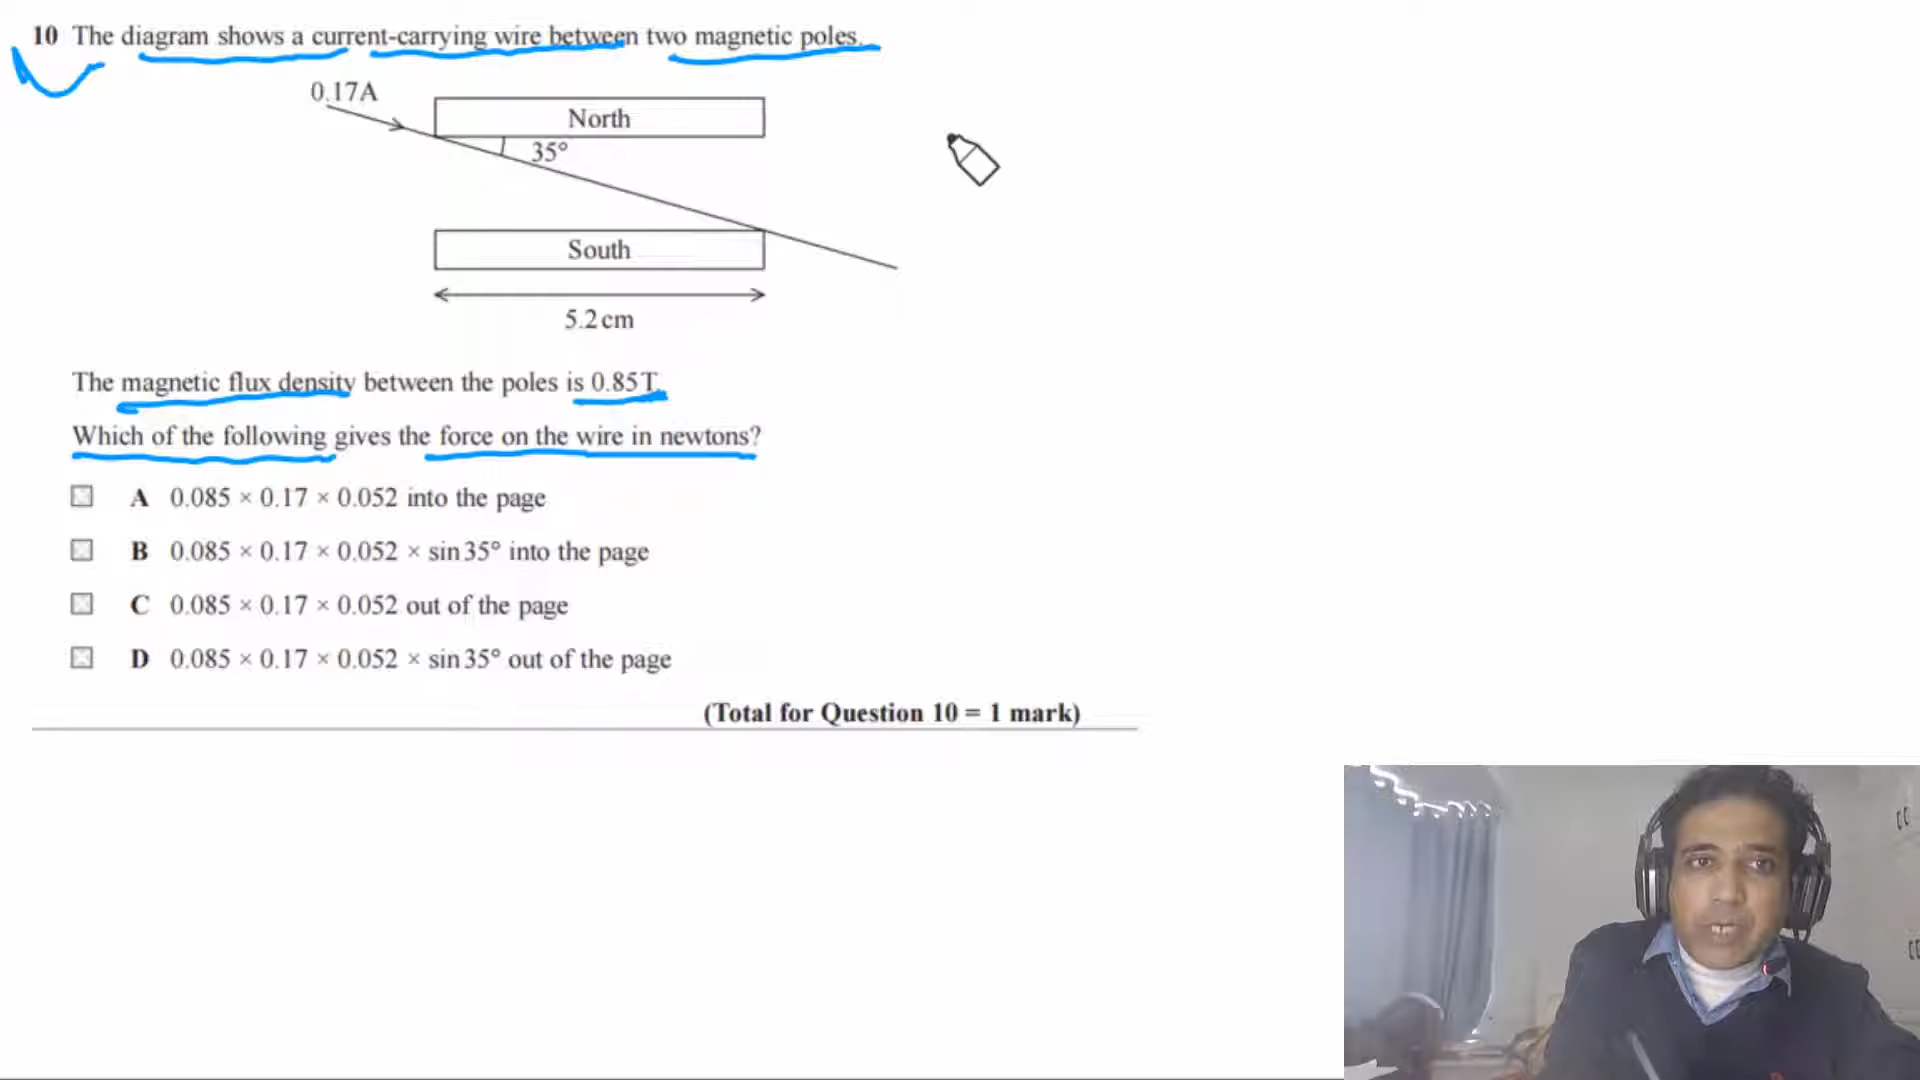 10 The diagram shows a current-carrying wire between two magnetic poles.
0.17A
North
35°
South
5.2 cm
The magnetic flux density between the poles is 0.85T.
Which of the following gives the force on the wire in newtons?
A 0.085 × 0.17 × 0.052 into the page
B 0.085 × 0.17 × 0.052 × sin 35° into the page
C 0.085 × 0.17 × 0.052 out of the page
D 0.085 × 0.17 × 0.052 × sin 35° out of the page
(Total for Question 10 = 1 mark)